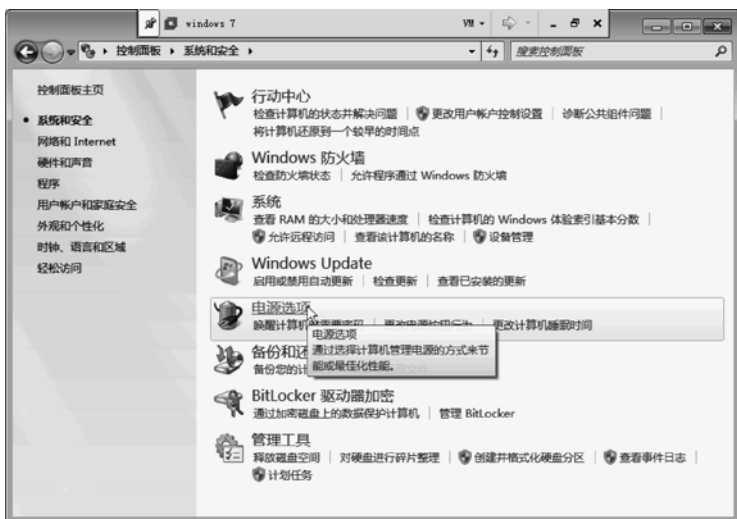 windows 7
VM
控制面板 系统和安全
搜索控制面板
控制面板主页
系统和安全
网络和 Internet
硬件和声音
程序
用户帐户和家庭安全
外观和个性化
时钟、语言和区域
轻松访问
行动中心
检查计算机的状态并解决问题 更改用户帐户控制设置 诊断公共组件问题
将计算机还原到一个较早的时间点
Windows 防火墙
检查防火墙状态 允许程序通过 Windows 防火墙
系统
查看 RAM 的大小和处理器速度 检查计算机的 Windows 体验索引基本分数
允许远程访问 查看该计算机的名称 设备管理
Windows Update
启用或禁用自动更新 检查更新 查看已安装的更新
电源选项
唤醒计算机 更改计算机睡眠时间
电源选项
通过选择计算机管理电源的方式来节
能或最佳化性能。
备份和还
备份您的计
BitLocker 驱动器加密
通过加密磁盘上的数据保护计算机 管理 BitLocker
管理工具
释放磁盘空间 对硬盘进行碎片整理 创建并格式化硬盘分区 查看事件日志
计划任务